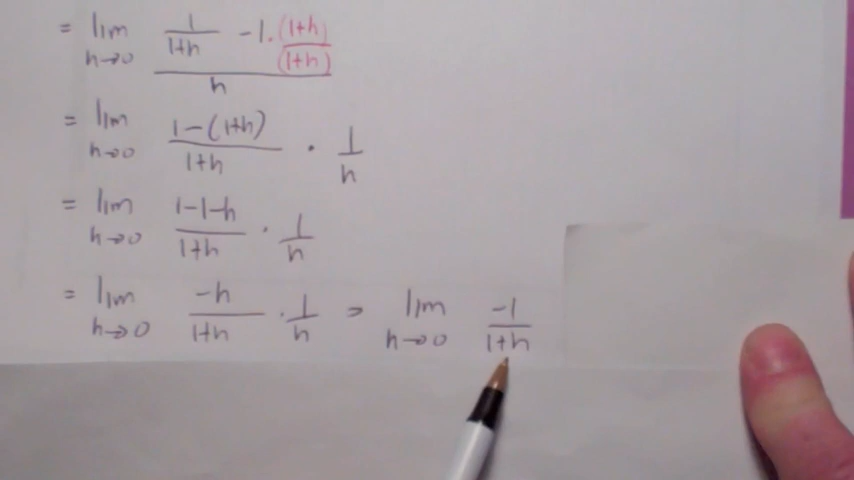 = lim h→0 (1/(1+h) -1·(1+h)/(1+h))/h
= lim h→0 (1-(1+h))/(1+h) · 1/h
= lim h→0 (1-1-h)/(1+h) · 1/h
= lim h→0 -h/(1+h) · 1/h = lim h→0 -1/(1+h)